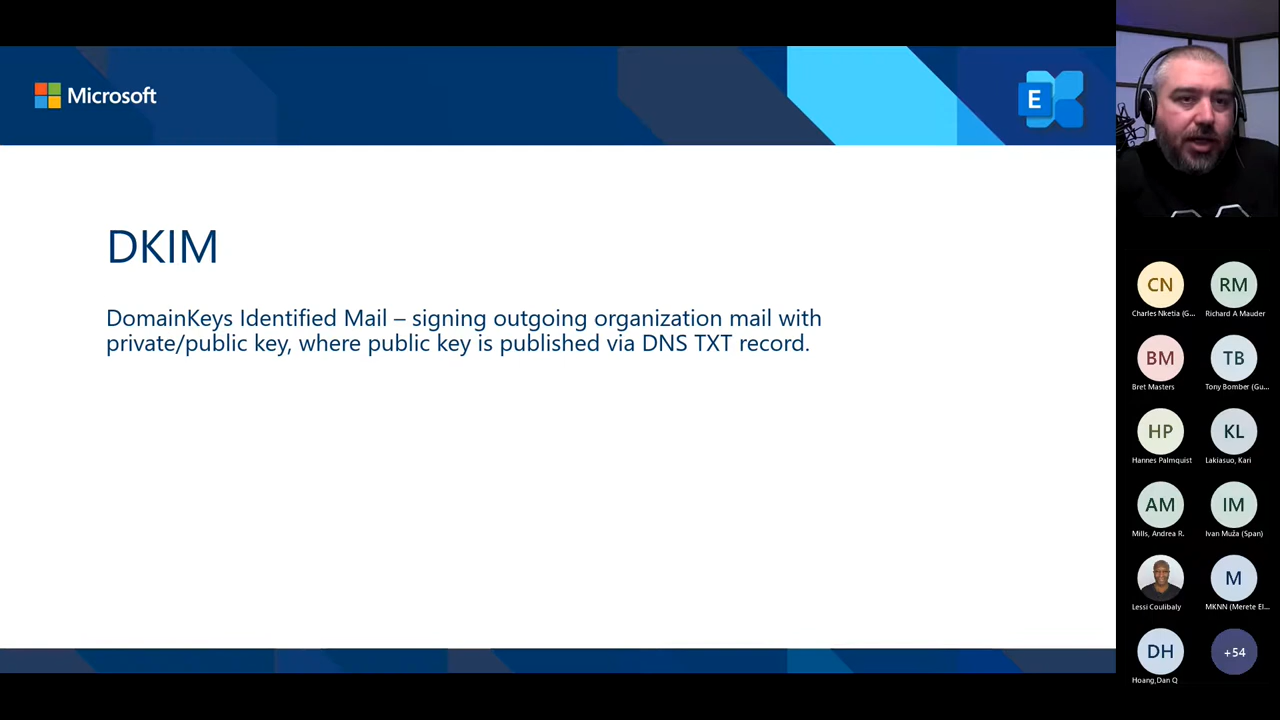 Microsoft
E
DKIM
DomainKeys Identified Mail – signing outgoing organization mail with
private/public key, where public key is published via DNS TXT record.
CN
RM
Charles Nketia (G...
Richard A Mauder
BM
TB
Bret Masters
Tony Bomber (Gu...
HP
KL
Hannes Palmquist
Lakiasuo, Kari
AM
IM
Mills, Andrea R.
Ivan Muža (Span)
M
Lessi Coulibaly
MKNN (Merete El...
DH
+54
Hoang,Dan Q